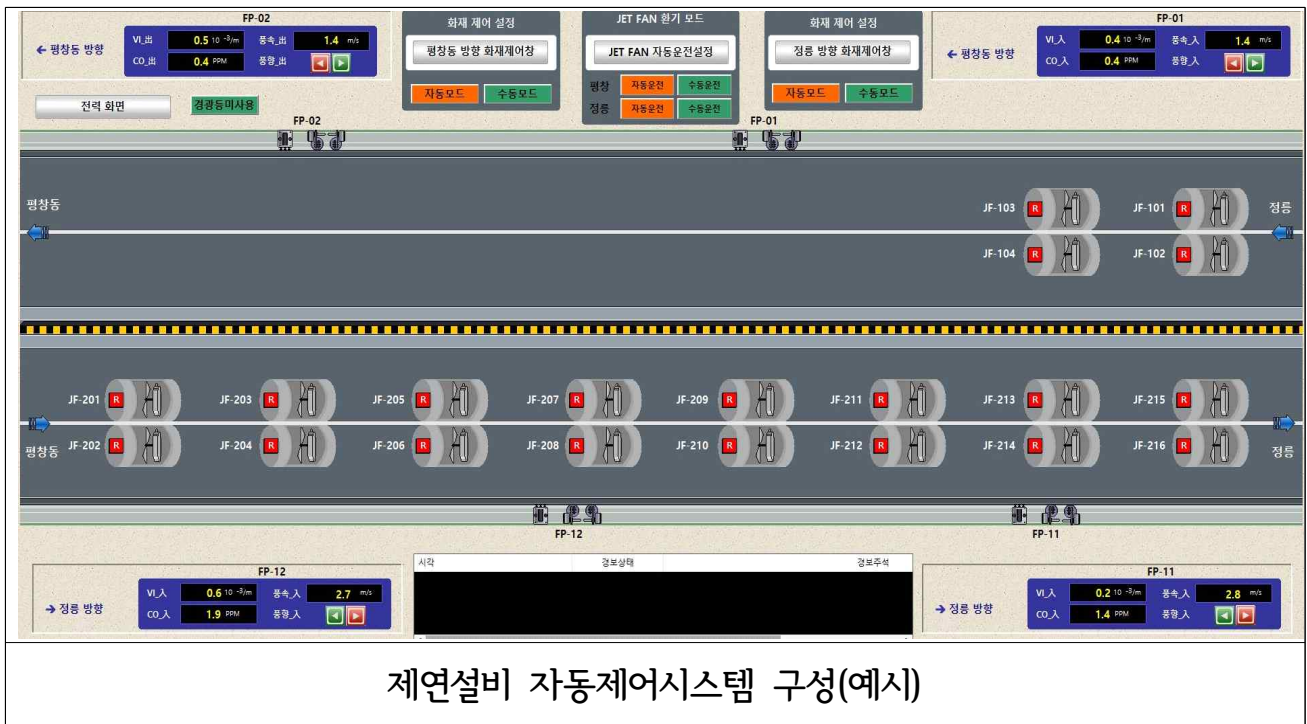 FP-02
← 평창동 방향
VI_出 0.5 10 -3/m 풍속_出 1.4 m/s
CO_出 0.4 PPM 풍향_出
화재 제어 설정
평창동 방향 화재제어창
자동모드 수동모드
JET FAN 환기 모드
JET FAN 자동운전설정
평창 자동운전 수동운전
정릉 자동운전 수동운전
화재 제어 설정
정릉 방향 화재제어창
자동모드 수동모드
FP-01
← 평창동 방향
VI_入 0.4 10 -3/m 풍속_入 1.4 m/s
CO_入 0.4 PPM 풍향_入
전력 화면 경광등미사용
FP-02 FP-01
평창동 JF-103 R JF-101 R 정릉
JF-104 R JF-102 R
JF-201 R JF-203 R JF-205 R JF-207 R JF-209 R JF-211 R JF-213 R JF-215 R
평창동 JF-202 R JF-204 R JF-206 R JF-208 R JF-210 R JF-212 R JF-214 R JF-216 R 정릉
FP-12 FP-11
FP-12
→ 정릉 방향
VI_入 0.6 10 -3/m 풍속_入 2.7 m/s
CO_入 1.9 PPM 풍향_入
시각 경보상태 경보주석
FP-11
→ 정릉 방향
VI_入 0.2 10 -3/m 풍속_入 2.8 m/s
CO_入 1.4 PPM 풍향_入
제연설비 자동제어시스템 구성(예시)